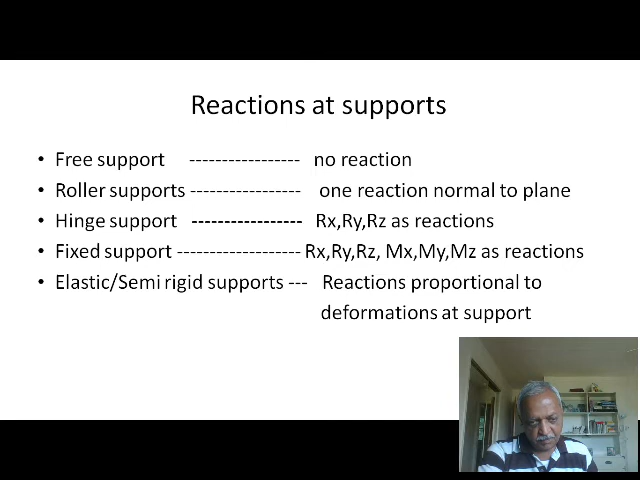 Reactions at supports
• Free support ----------------- no reaction
• Roller supports ----------------- one reaction normal to plane
• Hinge support ----------------- Rx,Ry,Rz as reactions
• Fixed support ------------------- Rx,Ry,Rz, Mx,My,Mz as reactions
• Elastic/Semi rigid supports --- Reactions proportional to
deformations at support